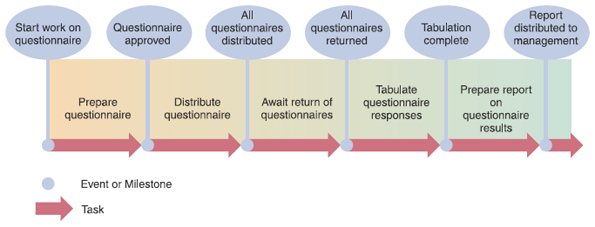 Start work on
questionnaire
Questionnaire
approved
All
questionnaires
distributed
All
questionnaires
returned
Tabulation
complete
Report
distributed to
management
Prepare
questionnaire
Distribute
questionnaire
Await return of
questionnaires
Tabulate
questionnaire
responses
Prepare report
on
questionnaire
results
Event or Milestone
Task